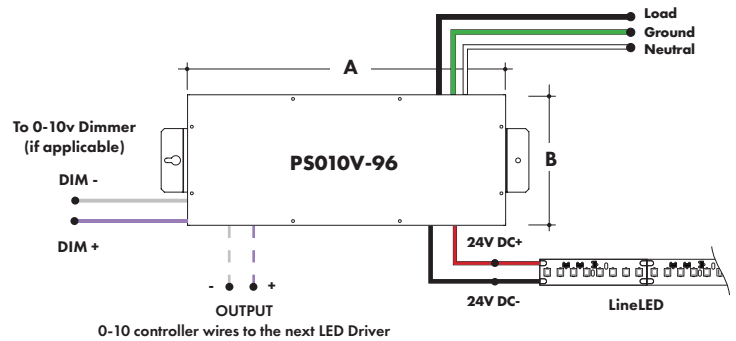 Load
Ground
Neutral
A
To 0-10v Dimmer
(if applicable)
PS010V-96
B
DIM -
DIM +
24V DC+
24V DC-
LineLED
- +
OUTPUT
0-10 controller wires to the next LED Driver